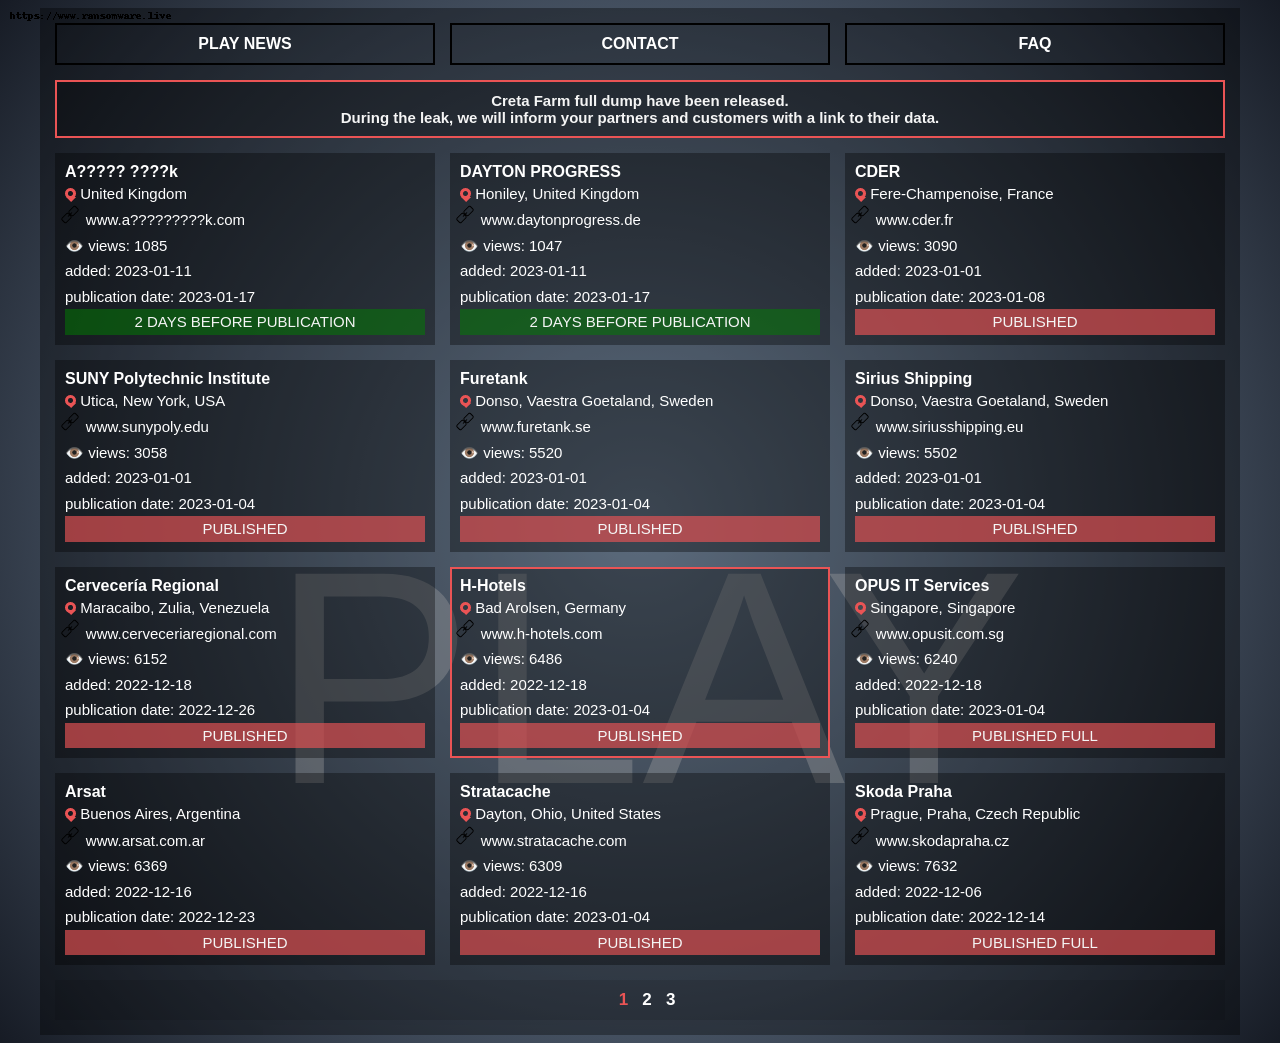 https://www.ransomware.live
PLAY NEWS
CONTACT
FAQ
Creta Farm full dump have been released.
During the leak, we will inform your partners and customers with a link to their data.
A????? ????k
United Kingdom
www.a?????????k.com
views: 1085
added: 2023-01-11
publication date: 2023-01-17
2 DAYS BEFORE PUBLICATION
DAYTON PROGRESS
Honiley, United Kingdom
www.daytonprogress.de
views: 1047
added: 2023-01-11
publication date: 2023-01-17
2 DAYS BEFORE PUBLICATION
CDER
Fere-Champenoise, France
www.cder.fr
views: 3090
added: 2023-01-01
publication date: 2023-01-08
PUBLISHED
SUNY Polytechnic Institute
Utica, New York, USA
www.sunypoly.edu
views: 3058
added: 2023-01-01
publication date: 2023-01-04
PUBLISHED
Furetank
Donso, Vaestra Goetaland, Sweden
www.furetank.se
views: 5520
added: 2023-01-01
publication date: 2023-01-04
PUBLISHED
Sirius Shipping
Donso, Vaestra Goetaland, Sweden
www.siriusshipping.eu
views: 5502
added: 2023-01-01
publication date: 2023-01-04
PUBLISHED
Cervecería Regional
Maracaibo, Zulia, Venezuela
www.cerveceriaregional.com
views: 6152
added: 2022-12-18
publication date: 2022-12-26
PUBLISHED
H-Hotels
Bad Arolsen, Germany
www.h-hotels.com
views: 6486
added: 2022-12-18
publication date: 2023-01-04
PUBLISHED
OPUS IT Services
Singapore, Singapore
www.opusit.com.sg
views: 6240
added: 2022-12-18
publication date: 2023-01-04
PUBLISHED FULL
PLAY
Arsat
Buenos Aires, Argentina
www.arsat.com.ar
views: 6369
added: 2022-12-16
publication date: 2022-12-23
PUBLISHED
Stratacache
Dayton, Ohio, United States
www.stratacache.com
views: 6309
added: 2022-12-16
publication date: 2023-01-04
PUBLISHED
Skoda Praha
Prague, Praha, Czech Republic
www.skodapraha.cz
views: 7632
added: 2022-12-06
publication date: 2022-12-14
PUBLISHED FULL
1 2 3